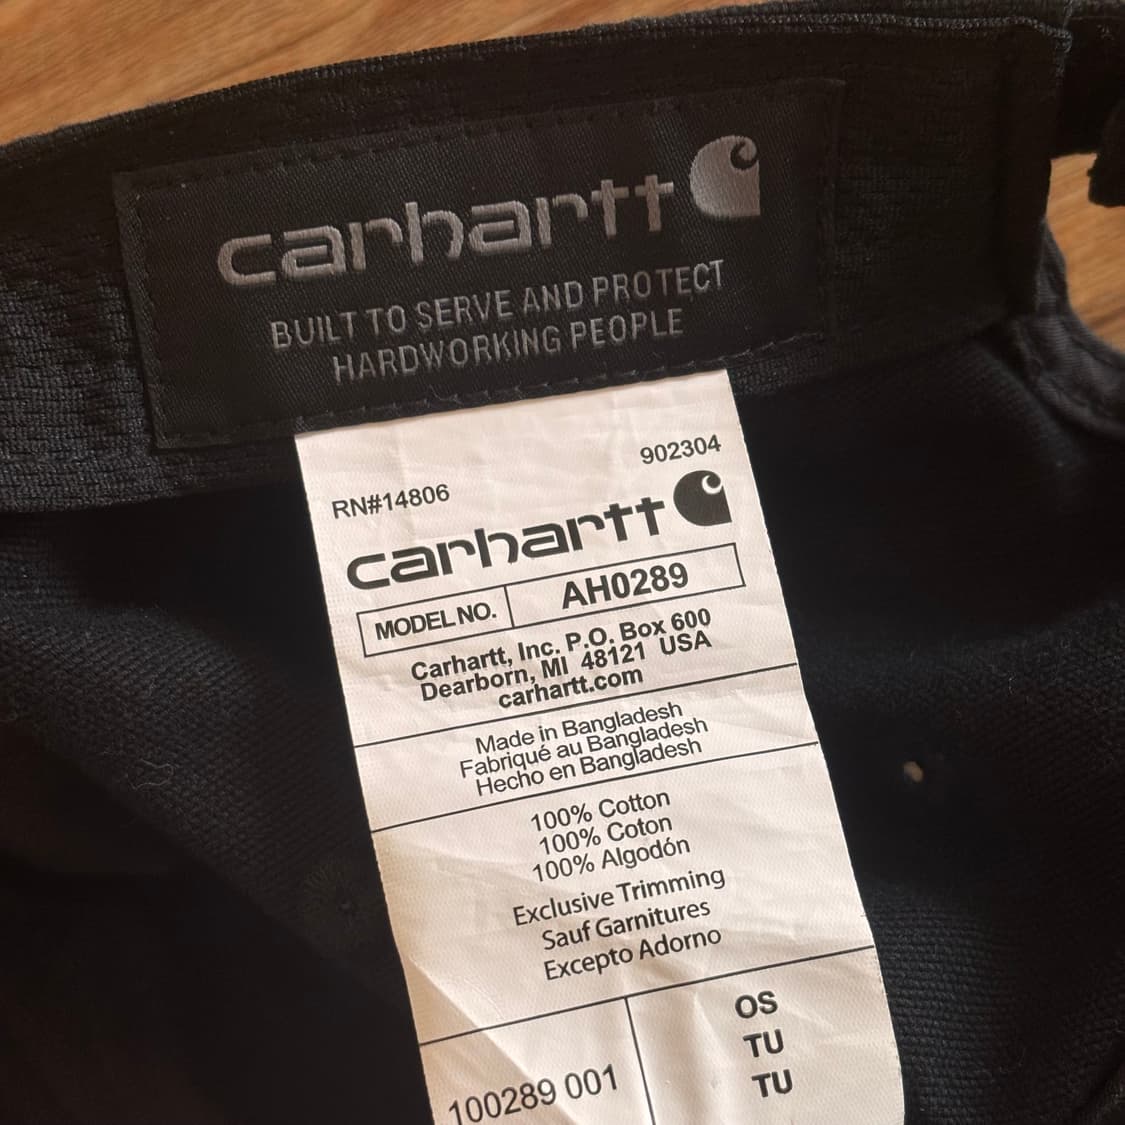 carhartt
BUILT TO SERVE AND PROTECT
HARDWORKING PEOPLE
902304
RN#14806
carhartt
MODEL NO. AH0289
Carhartt, Inc. P.O. Box 600
Dearborn, MI 48121 USA
carhartt.com
Made in Bangladesh
Fabriqué au Bangladesh
Hecho en Bangladesh
100% Cotton
100% Coton
100% Algodón
Exclusive Trimming
Sauf Garnitures
Excepto Adorno
OS
TU
TU
100289 001